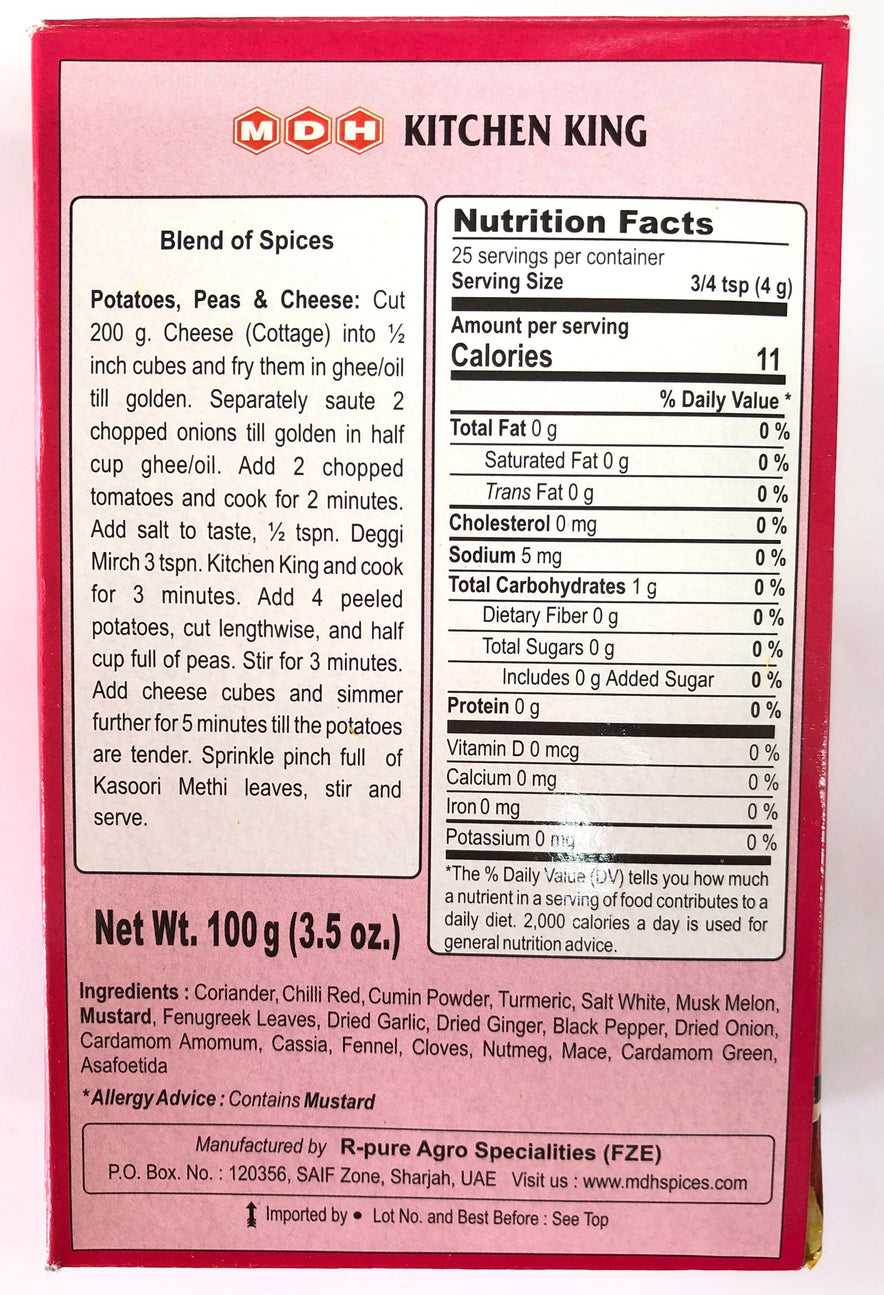 MDH KITCHEN KING
Blend of Spices
Potatoes, Peas & Cheese: Cut
200 g. Cheese (Cottage) into ½
inch cubes and fry them in ghee/oil
till golden. Separately saute 2
chopped onions till golden in half
cup ghee/oil. Add 2 chopped
tomatoes and cook for 2 minutes.
Add salt to taste, ½ tspn. Deggi
Mirch 3 tspn. Kitchen King and cook
for 3 minutes. Add 4 peeled
potatoes, cut lengthwise, and half
cup full of peas. Stir for 3 minutes.
Add cheese cubes and simmer
further for 5 minutes till the potatoes
are tender. Sprinkle pinch full of
Kasoori Methi leaves, stir and
serve.
Net Wt. 100 g (3.5 oz.)
Nutrition Facts
25 servings per container
Serving Size 3/4 tsp (4 g)
Amount per serving
Calories 11
% Daily Value *
Total Fat 0 g 0 %
Saturated Fat 0 g 0 %
Trans Fat 0 g 0 %
Cholesterol 0 mg 0 %
Sodium 5 mg 0 %
Total Carbohydrates 1 g 0 %
Dietary Fiber 0 g 0 %
Total Sugars 0 g 0 %
Includes 0 g Added Sugar 0 %
Protein 0 g 0 %
Vitamin D 0 mcg 0 %
Calcium 0 mg 0 %
Iron 0 mg 0 %
Potassium 0 mg 0 %
*The % Daily Value (DV) tells you how much
a nutrient in a serving of food contributes to a
daily diet. 2,000 calories a day is used for
general nutrition advice.
Ingredients : Coriander, Chilli Red, Cumin Powder, Turmeric, Salt White, Musk Melon,
Mustard, Fenugreek Leaves, Dried Garlic, Dried Ginger, Black Pepper, Dried Onion,
Cardamom Amomum, Cassia, Fennel, Cloves, Nutmeg, Mace, Cardamom Green,
Asafoetida
*Allergy Advice : Contains Mustard
Manufactured by R-pure Agro Specialities (FZE)
P.O. Box. No. : 120356, SAIF Zone, Sharjah, UAE Visit us : www.mdhspices.com
Imported by • Lot No. and Best Before : See Top